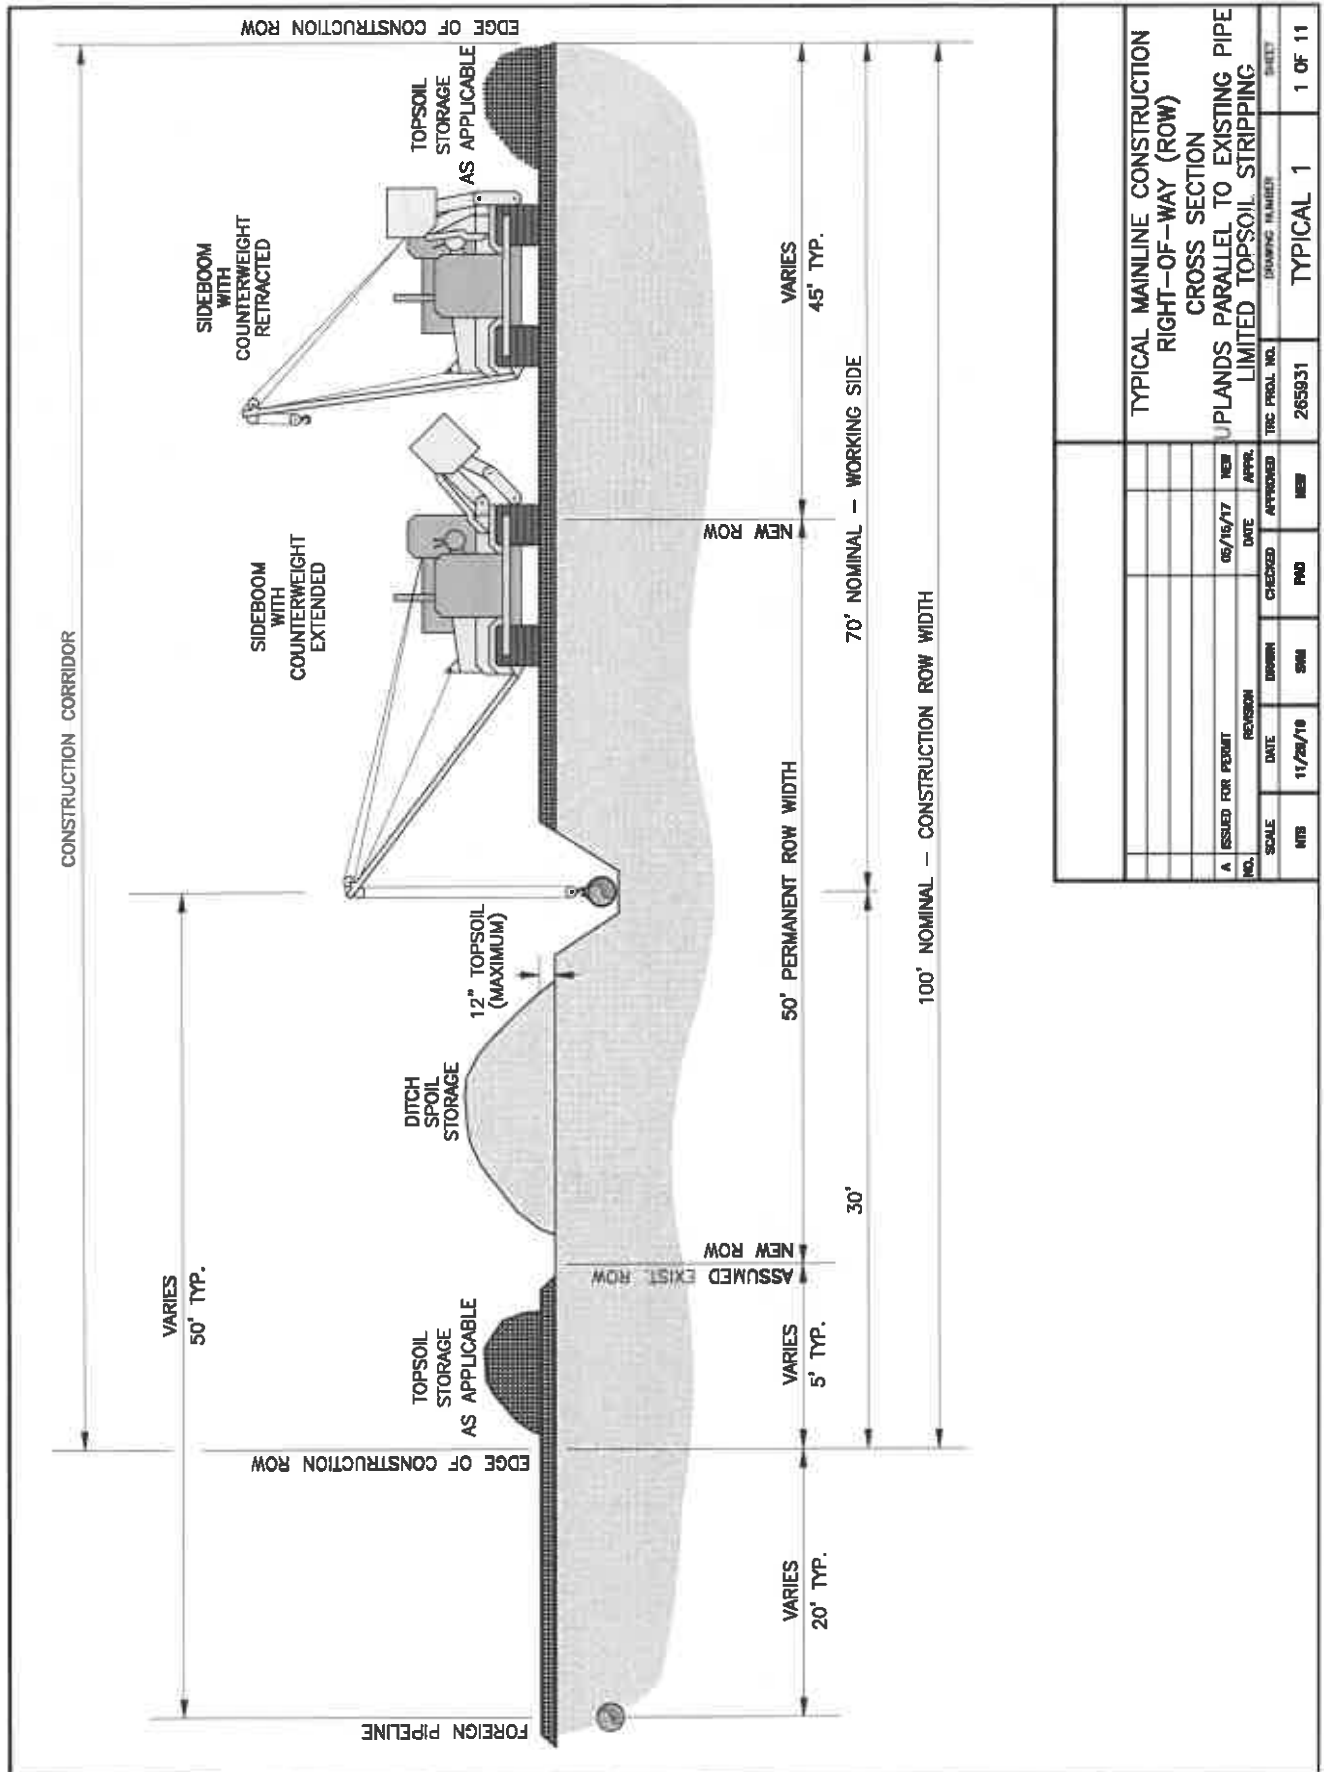 CONSTRUCTION CORRIDOR
VARIES
50' TYP.
SIDEBOOM
WITH
COUNTERWEIGHT
RETRACTED
SIDEBOOM
WITH
COUNTERWEIGHT
EXTENDED
FOREIGN PIPELINE
EDGE OF CONSTRUCTION ROW
TOPSOIL
STORAGE
AS APPLICABLE
DITCH
SPOIL
STORAGE
12" TOPSOIL
(MAXIMUM)
TOPSOIL
STORAGE
AS APPLICABLE
EDGE OF CONSTRUCTION ROW
ASSUMED EXIST. ROW
NEW ROW
NEW ROW
VARIES
20' TYP.
VARIES
5' TYP.
50' PERMANENT ROW WIDTH
VARIES
45' TYP.
30'
70' NOMINAL - WORKING SIDE
100' NOMINAL - CONSTRUCTION ROW WIDTH
TYPICAL MAINLINE CONSTRUCTION
RIGHT-OF-WAY (ROW)
CROSS SECTION
UPLANDS PARALLEL TO EXISTING PIPE
LIMITED TOPSOIL STRIPPING
A ISSUED FOR PERMIT 05/15/17
NO. REVISION DATE APPR.
SCALE DATE DRAWN CHECKED APPROVED TRC PROJ. NO. DRAWING NUMBER SHEET
NTS PAD 265931 TYPICAL 1 1 OF 11